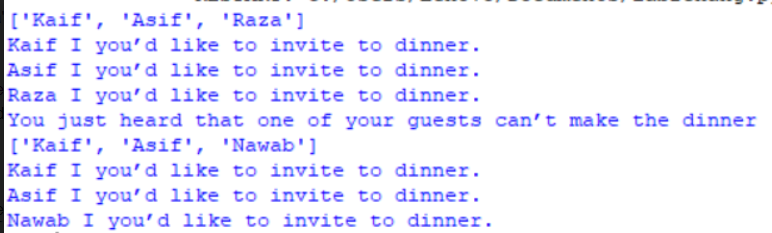 ['Kaif', 'Asif', 'Raza']
Kaif I you’d like to invite to dinner.
Asif I you’d like to invite to dinner.
Raza I you’d like to invite to dinner.
You just heard that one of your guests can’t make the dinner
['Kaif', 'Asif', 'Nawab']
Kaif I you’d like to invite to dinner.
Asif I you’d like to invite to dinner.
Nawab I you’d like to invite to dinner.